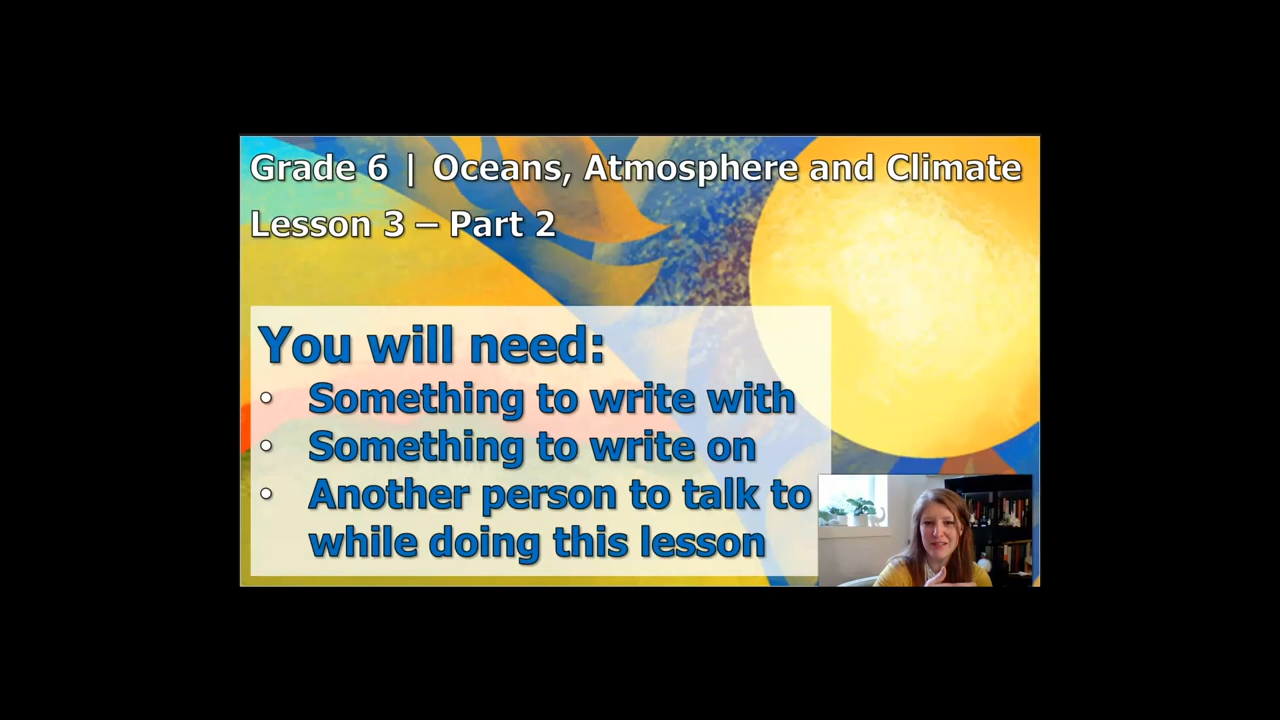 Grade 6 | Oceans, Atmosphere and Climate
Lesson 3 – Part 2
You will need:
• Something to write with
• Something to write on
• Another person to talk to
while doing this lesson